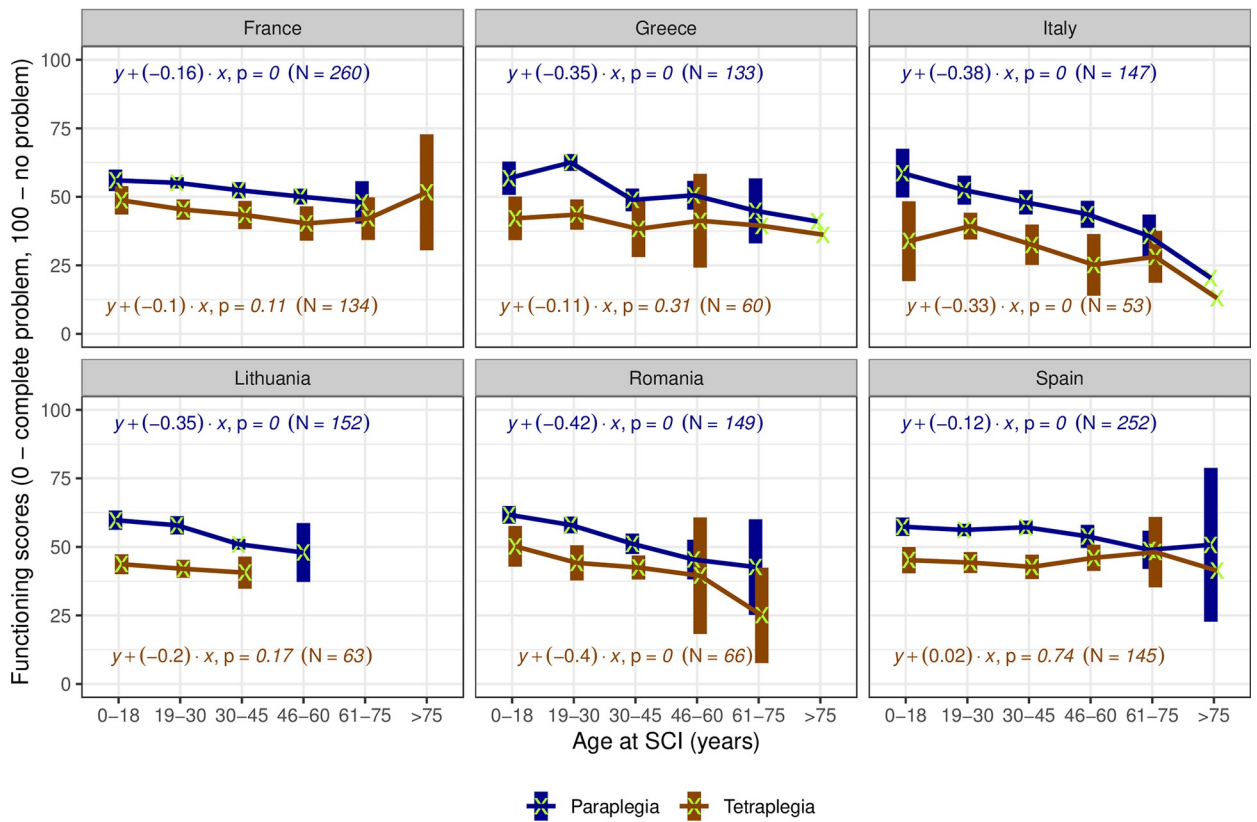 Functioning scores (0 – complete problem, 100 – no problem)
France
Greece
Italy
100
75
50
25
0
y+(−0.16)·x, p = 0 (N = 260)
y+(−0.35)·x, p = 0 (N = 133)
y+(−0.38)·x, p = 0 (N = 147)
y+(−0.1)·x, p = 0.11 (N = 134)
y+(−0.11)·x, p = 0.31 (N = 60)
y+(−0.33)·x, p = 0 (N = 53)
Lithuania
Romania
Spain
100
75
50
25
0
y+(−0.35)·x, p = 0 (N = 152)
y+(−0.42)·x, p = 0 (N = 149)
y+(−0.12)·x, p = 0 (N = 252)
y+(−0.2)·x, p = 0.17 (N = 63)
y+(−0.4)·x, p = 0 (N = 66)
y+(0.02)·x, p = 0.74 (N = 145)
0−18 19−30 30−45 46−60 61−75 >75
0−18 19−30 30−45 46−60 61−75 >75
0−18 19−30 30−45 46−60 61−75 >75
Age at SCI (years)
Paraplegia Tetraplegia